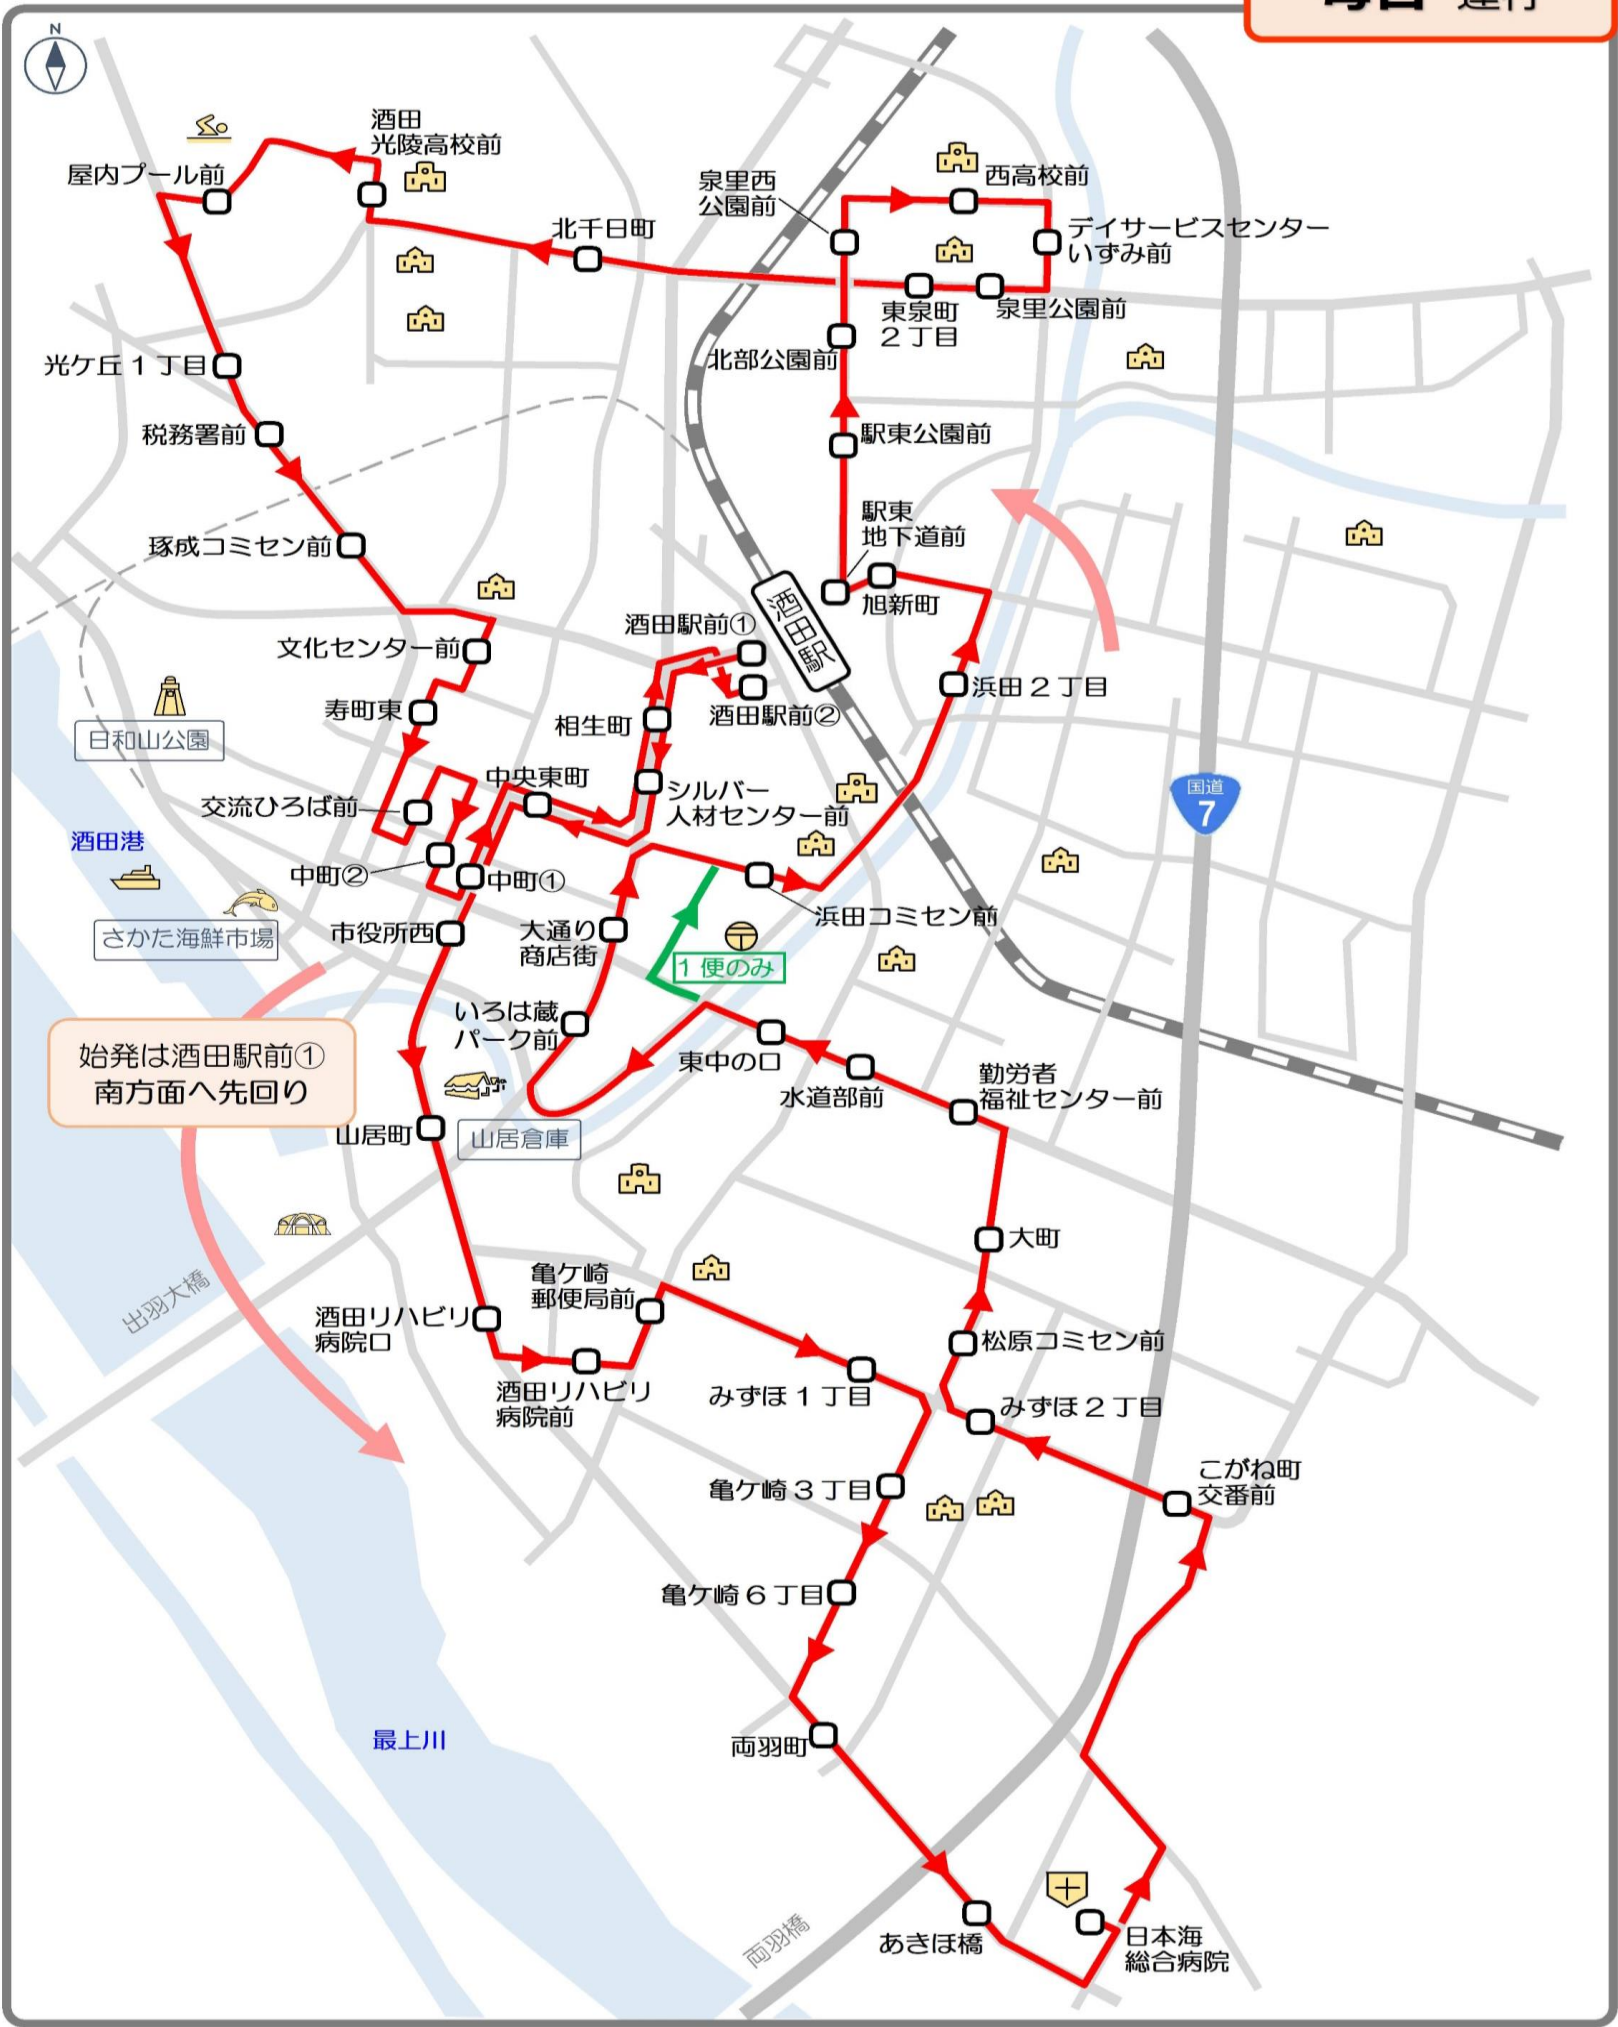 毎日 運行
N
酒田
光陵高校前
屋内プール前
北千日町
泉里西
公園前
西高校前
デイサービスセンター
いずみ前
東泉町
２丁目
泉里公園前
北部公園前
光ケ丘１丁目
税務署前
駅東公園前
駅東
地下道前
琢成コミセン前
旭新町
酒田駅
酒田駅前①
文化センター前
浜田２丁目
寿町東
相生町
酒田駅前②
日和山公園
中央東町
シルバー
人材センター前
交流ひろば前
国道
7
酒田港
中町②
中町①
浜田コミセン前
さかた海鮮市場
市役所西
大通り
商店街
１便のみ
いろは蔵
パーク前
始発は酒田駅前①
南方面へ先回り
東中の口
水道部前
勤労者
福祉センター前
山居町
山居倉庫
大町
出羽大橋
亀ケ崎
郵便局前
酒田リハビリ
病院口
松原コミセン前
酒田リハビリ
病院前
みずほ１丁目
みずほ２丁目
こがね町
交番前
亀ケ崎３丁目
亀ケ崎６丁目
最上川
両羽町
両羽橋
あきほ橋
日本海
総合病院